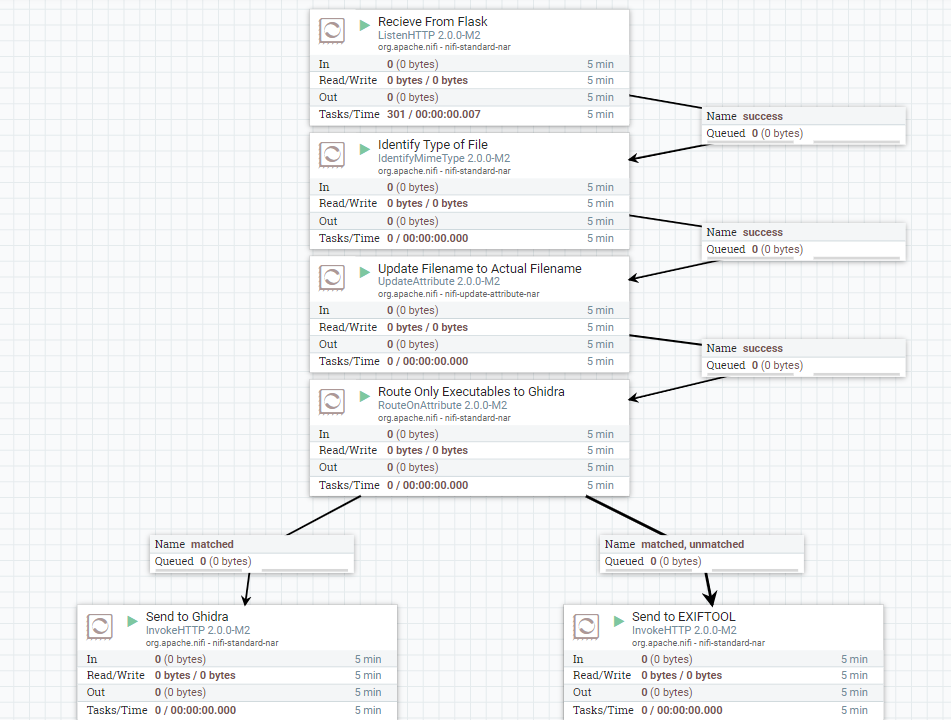 Recieve From Flask
ListenHTTP 2.0.0-M2
org.apache.nifi - nifi-standard-nar
In 0 (0 bytes) 5 min
Read/Write 0 bytes / 0 bytes 5 min
Out 0 (0 bytes) 5 min
Tasks/Time 301 / 00:00:00.007 5 min
Name success
Queued 0 (0 bytes)
Identify Type of File
IdentifyMimeType 2.0.0-M2
org.apache.nifi - nifi-standard-nar
In 0 (0 bytes) 5 min
Read/Write 0 bytes / 0 bytes 5 min
Out 0 (0 bytes) 5 min
Tasks/Time 0 / 00:00:00.000 5 min
Name success
Queued 0 (0 bytes)
Update Filename to Actual Filename
UpdateAttribute 2.0.0-M2
org.apache.nifi - nifi-update-attribute-nar
In 0 (0 bytes) 5 min
Read/Write 0 bytes / 0 bytes 5 min
Out 0 (0 bytes) 5 min
Tasks/Time 0 / 00:00:00.000 5 min
Name success
Queued 0 (0 bytes)
Route Only Executables to Ghidra
RouteOnAttribute 2.0.0-M2
org.apache.nifi - nifi-standard-nar
In 0 (0 bytes) 5 min
Read/Write 0 bytes / 0 bytes 5 min
Out 0 (0 bytes) 5 min
Tasks/Time 0 / 00:00:00.000 5 min
Name matched
Queued 0 (0 bytes)
Name matched, unmatched
Queued 0 (0 bytes)
Send to Ghidra
InvokeHTTP 2.0.0-M2
org.apache.nifi - nifi-standard-nar
In 0 (0 bytes) 5 min
Read/Write 0 bytes / 0 bytes 5 min
Out 0 (0 bytes) 5 min
Tasks/Time 0 / 00:00:00.000 5 min
Send to EXIFTOOL
InvokeHTTP 2.0.0-M2
org.apache.nifi - nifi-standard-nar
In 0 (0 bytes) 5 min
Read/Write 0 bytes / 0 bytes 5 min
Out 0 (0 bytes) 5 min
Tasks/Time 0 / 00:00:00.000 5 min